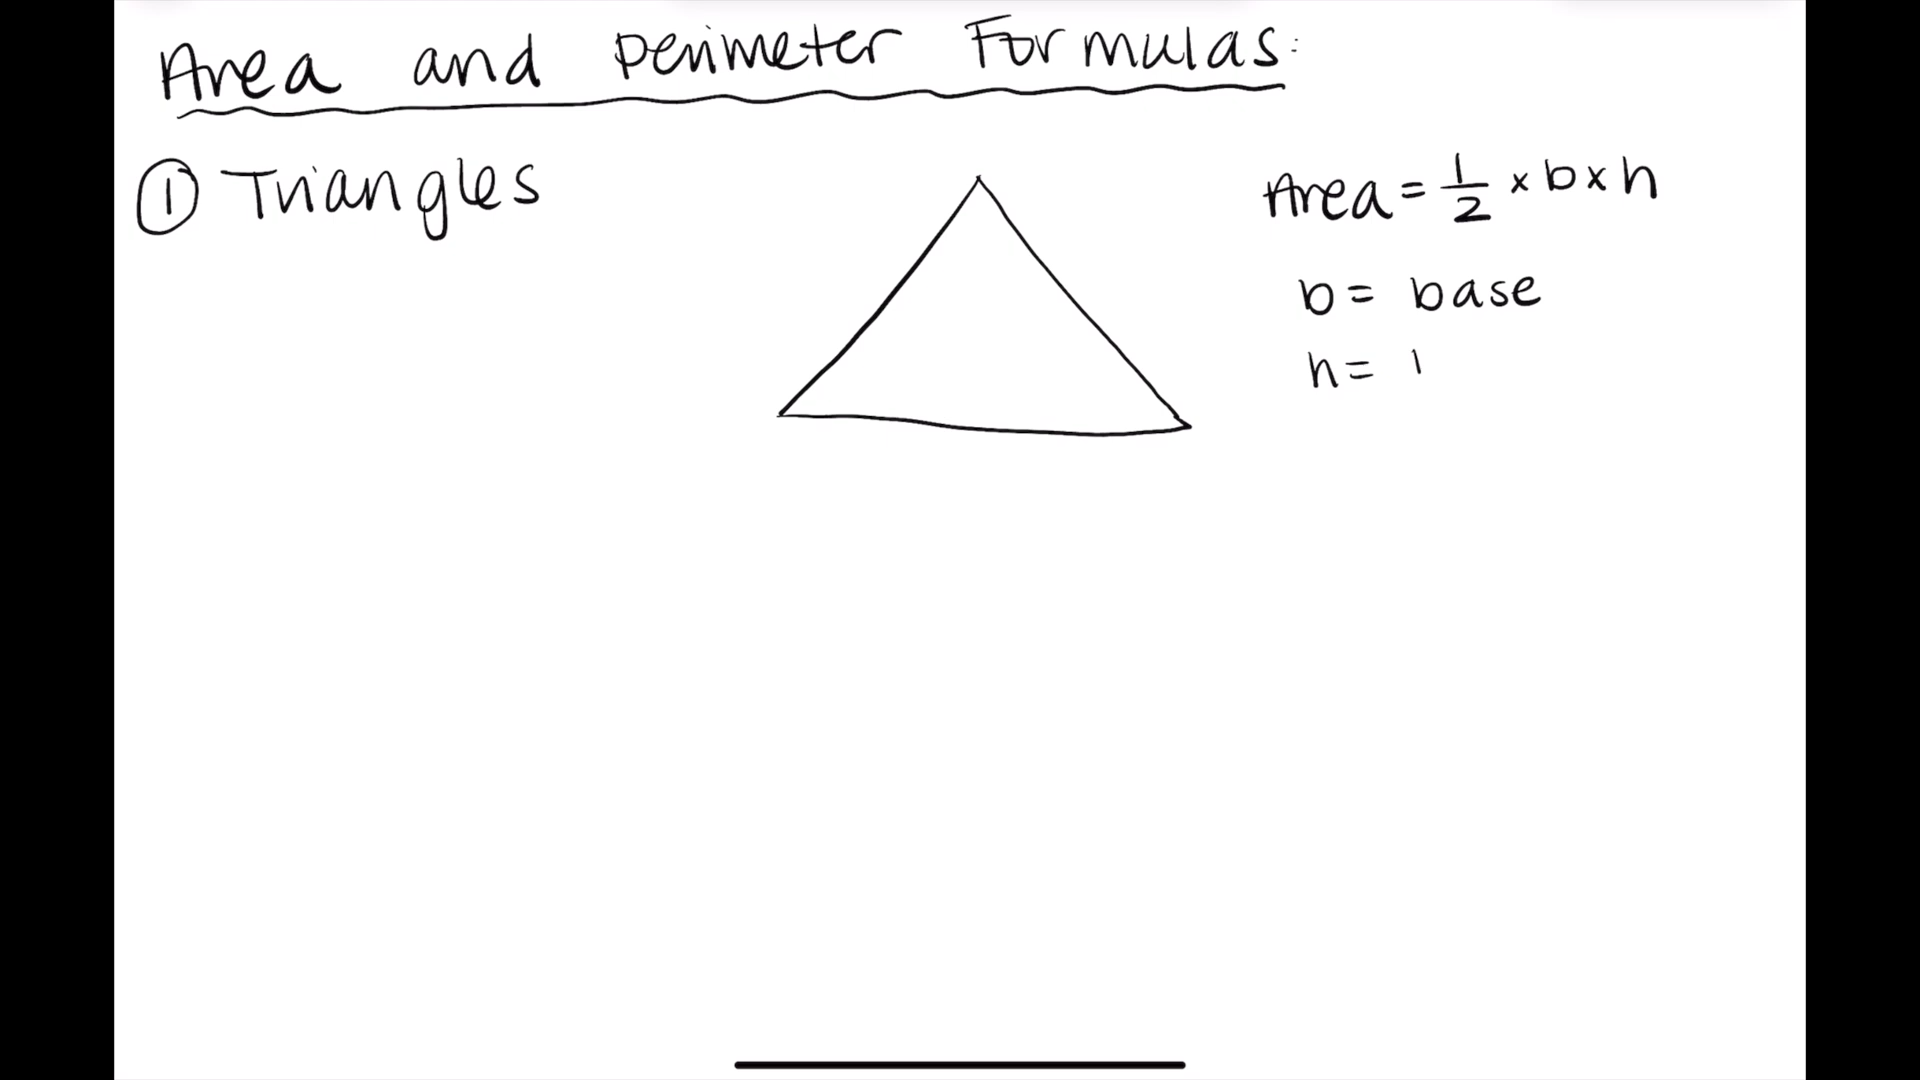 Area and perimeter Formulas:
① Triangles
Area = 1/2 × b × h
b = base
h =